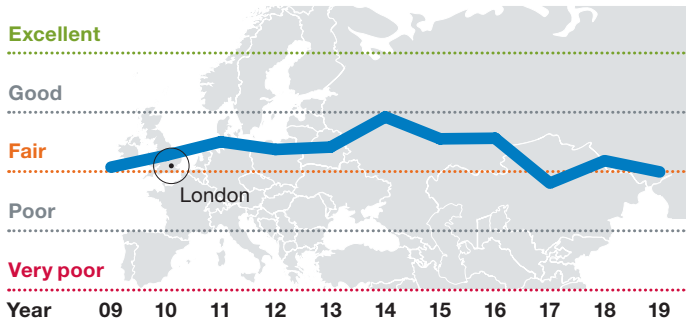 Excellent
Good
Fair
London
Poor
Very poor
Year 09 10 11 12 13 14 15 16 17 18 19